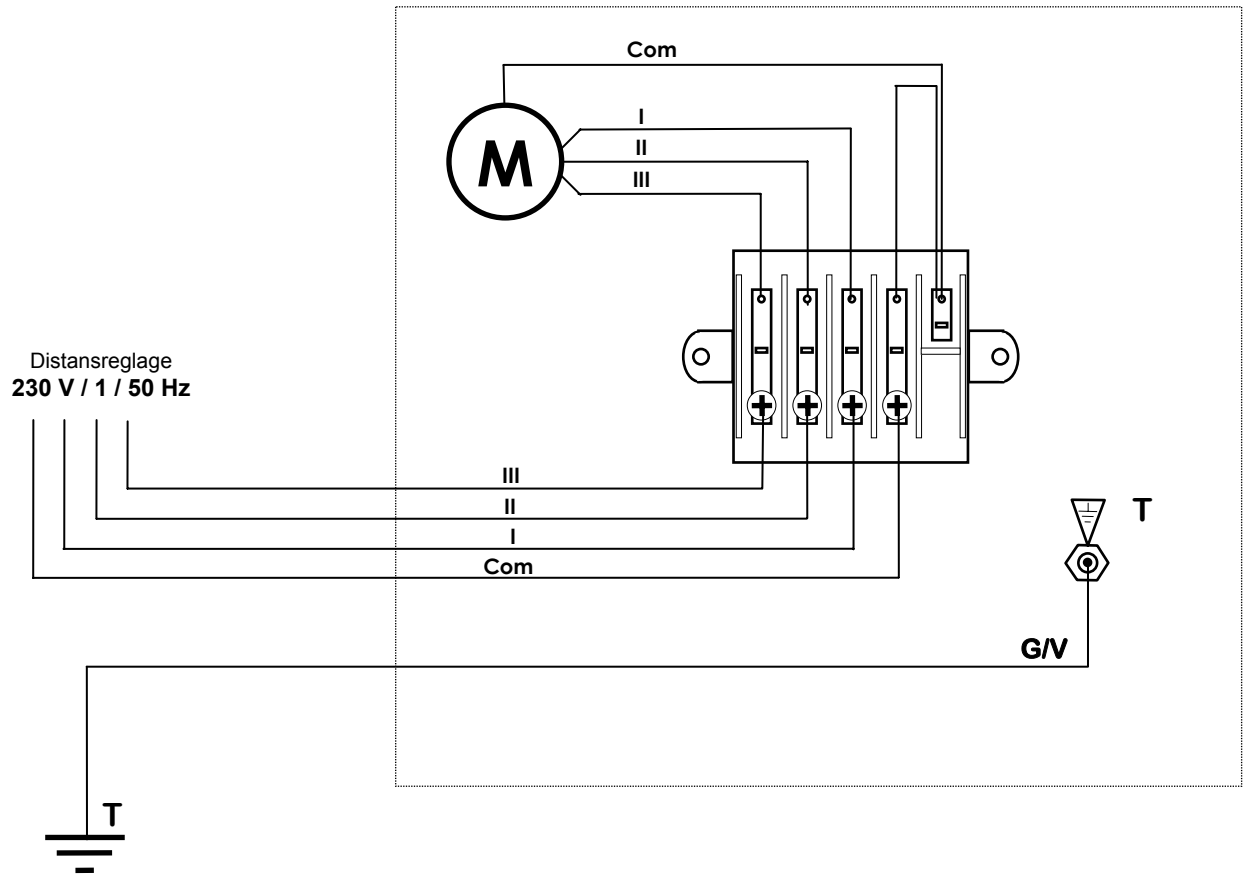 Com
I
II
M
III
Distansreglage
230 V / 1 / 50 Hz
III
II
T
I
Com
G/V
T